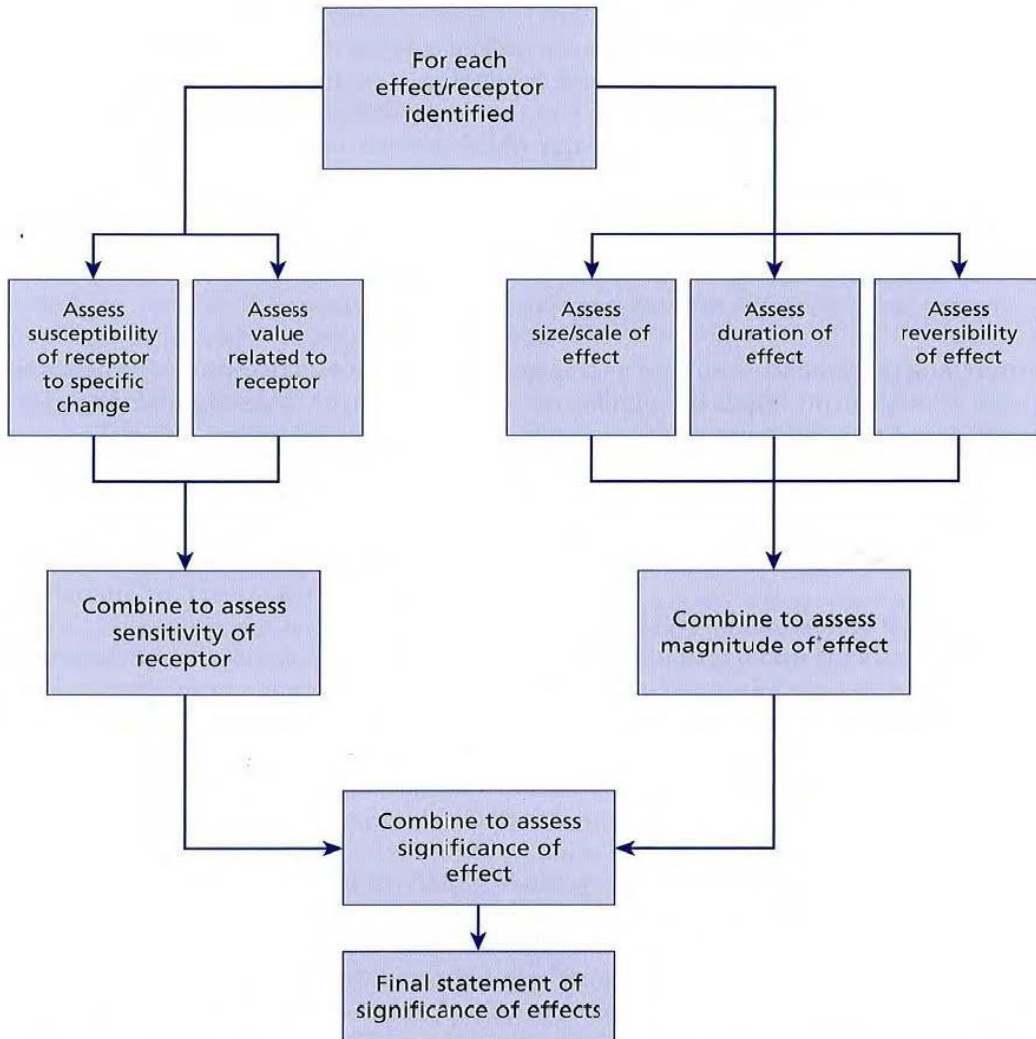 For each
effect/receptor
identified
Assess
susceptibility
of receptor
to specific
change
Assess
value
related to
receptor
Assess
size/scale of
effect
Assess
duration of
effect
Assess
reversibility
of effect
Combine to assess
sensitivity of
receptor
Combine to assess
magnitude of effect
Combine to assess
significance of
effect
Final statement of
significance of effects